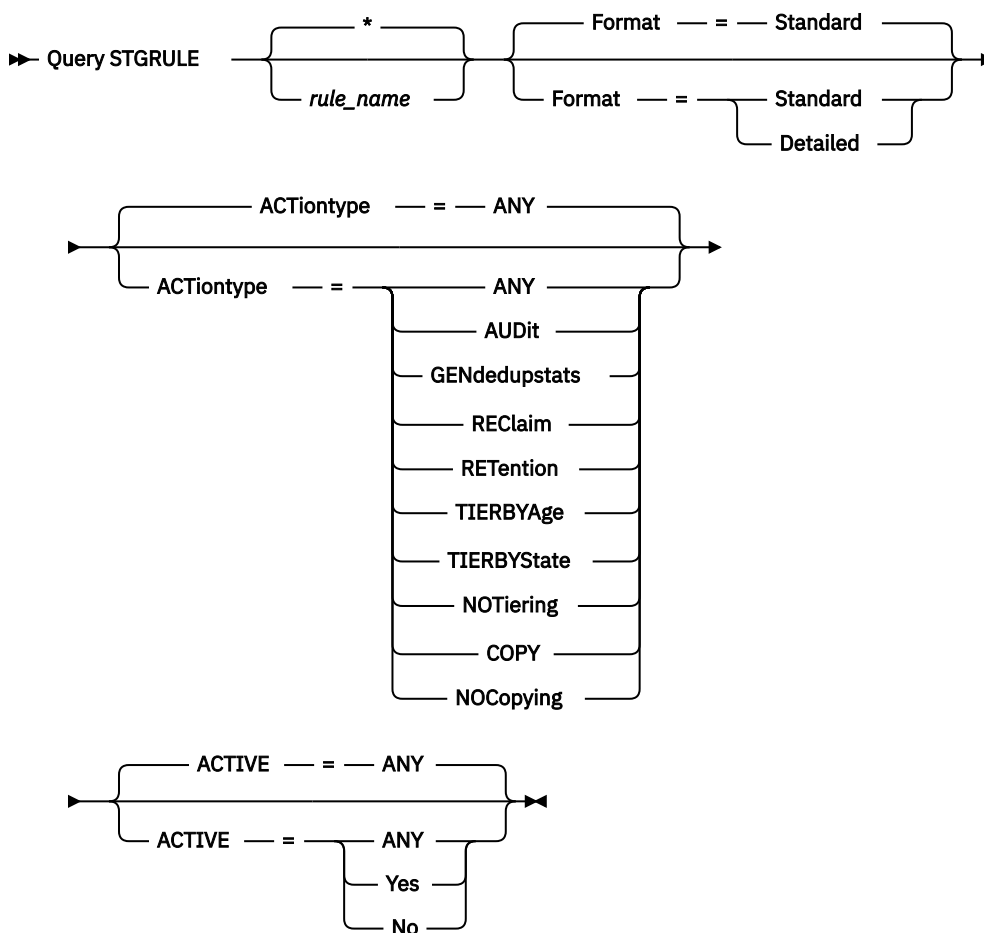 *
Format = Standard
Query STGRULE
rule_name
Format = Standard
Detailed
ACTiontype = ANY
ACTiontype = ANY
AUDit
GENdedupstats
REClaim
RETention
TIERBYAge
TIERBYState
NOTiering
COPY
NOCopying
ACTIVE = ANY
ACTIVE = ANY
Yes
No